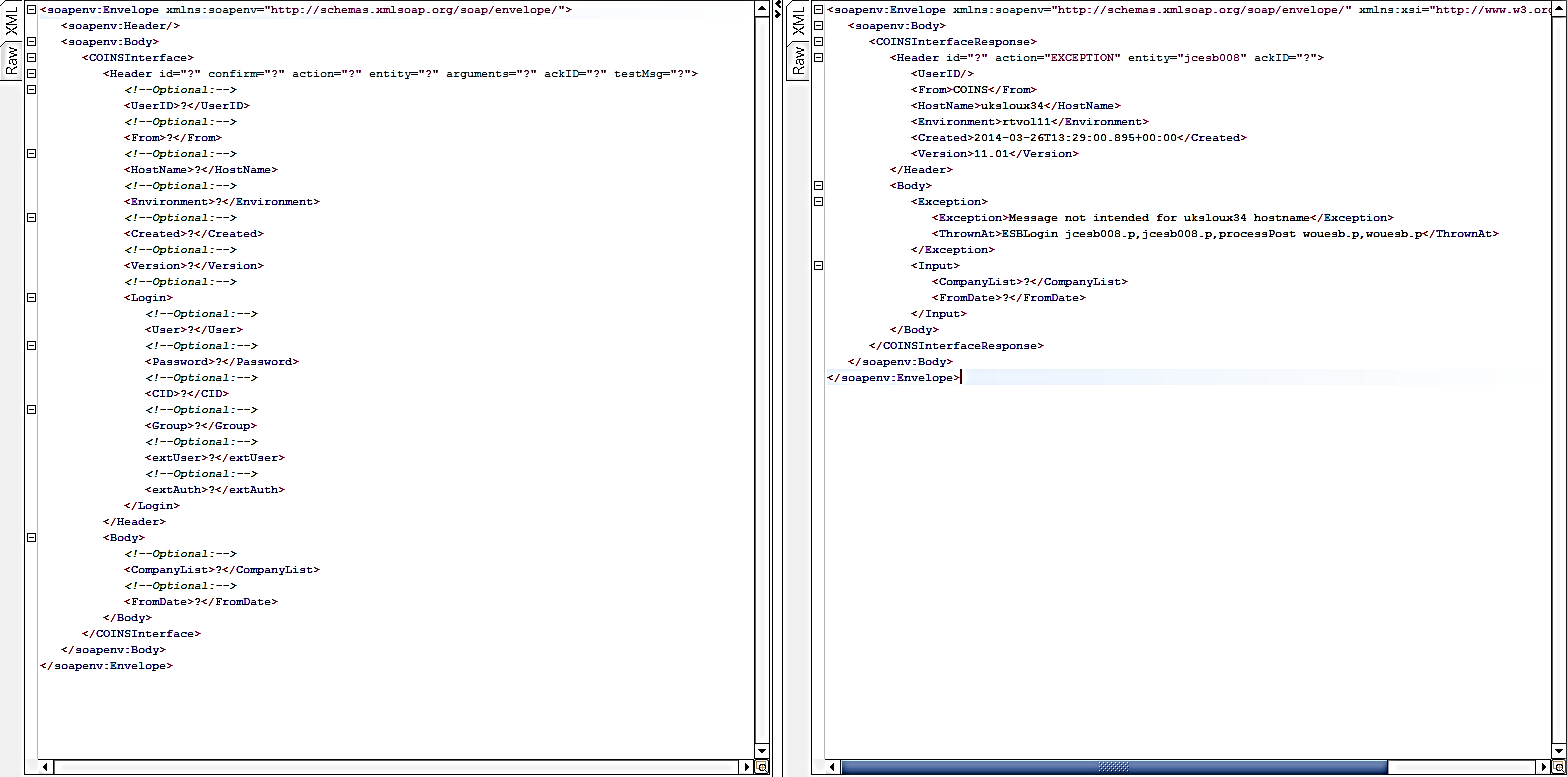 XML
Raw
<soapenv:Envelope xmlns:soapenv="http://schemas.xmlsoap.org/soap/envelope/">
<soapenv:Header/>
<soapenv:Body>
<COINSInterface>
<Header id="?" confirm="?" action="?" entity="?" arguments="?" ackID="?" testMsg="?">
<!--Optional:-->
<UserID>?</UserID>
<!--Optional:-->
<From>?</From>
<!--Optional:-->
<HostName>?</HostName>
<!--Optional:-->
<Environment>?</Environment>
<!--Optional:-->
<Created>?</Created>
<!--Optional:-->
<Version>?</Version>
<!--Optional:-->
<Login>
<!--Optional:-->
<User>?</User>
<!--Optional:-->
<Password>?</Password>
<!--Optional:-->
<CID>?</CID>
<!--Optional:-->
<Group>?</Group>
<!--Optional:-->
<extUser>?</extUser>
<!--Optional:-->
<extAuth>?</extAuth>
</Login>
</Header>
<Body>
<!--Optional:-->
<CompanyList>?</CompanyList>
<!--Optional:-->
<FromDate>?</FromDate>
</Body>
</COINSInterface>
</soapenv:Body>
</soapenv:Envelope>
XML
Raw
<soapenv:Envelope xmlns:soapenv="http://schemas.xmlsoap.org/soap/envelope/" xmlns:xsi="http://www.w3.org
<soapenv:Body>
<COINSInterfaceResponse>
<Header id="?" action="EXCEPTION" entity="jcesb008" ackID="?">
<UserID/>
<From>COINS</From>
<HostName>uksloux34</HostName>
<Environment>rtvol11</Environment>
<Created>2014-03-26T13:29:00.895+00:00</Created>
<Version>11.01</Version>
</Header>
<Body>
<Exception>
<Exception>Message not intended for uksloux34 hostname</Exception>
<ThrownAt>ESBLogin jcesb008.p,jcesb008.p,processPost wouesb.p,wouesb.p</ThrownAt>
</Exception>
<Input>
<CompanyList>?</CompanyList>
<FromDate>?</FromDate>
</Input>
</Body>
</COINSInterfaceResponse>
</soapenv:Body>
</soapenv:Envelope>